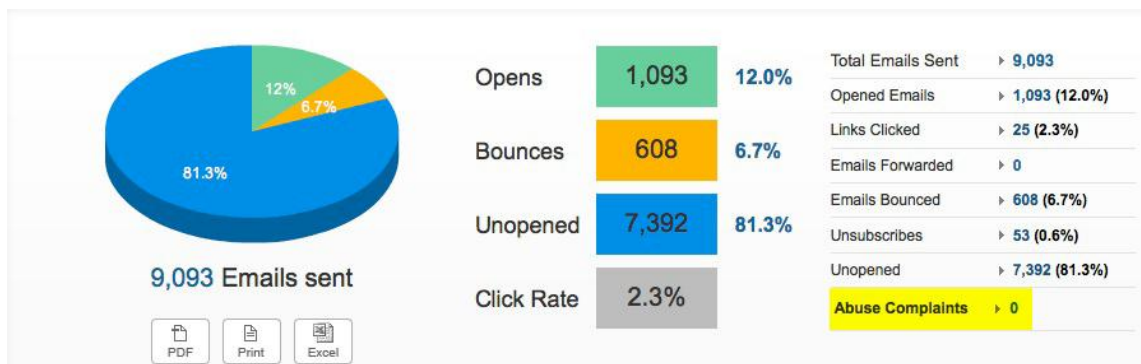 12%
6.7%
81.3%
9,093 Emails sent
PDF
Print
Excel
Opens 1,093 12.0%
Bounces 608 6.7%
Unopened 7,392 81.3%
Click Rate 2.3%
Total Emails Sent 9,093
Opened Emails 1,093 (12.0%)
Links Clicked 25 (2.3%)
Emails Forwarded 0
Emails Bounced 608 (6.7%)
Unsubscribes 53 (0.6%)
Unopened 7,392 (81.3%)
Abuse Complaints 0